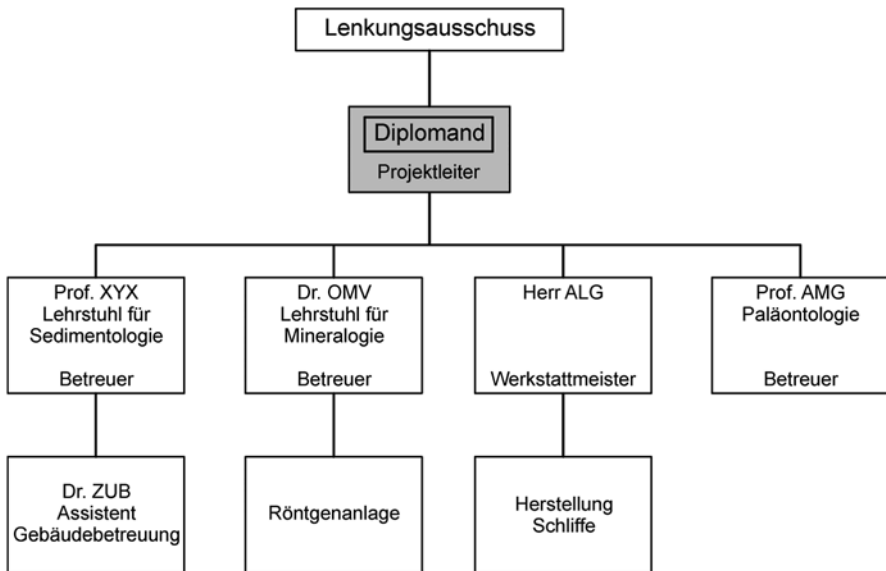 Lenkungsausschuss
Diplomand
Projektleiter
Prof. XYX
Lehrstuhl für
Sedimentologie
Betreuer
Dr. OMV
Lehrstuhl für
Mineralogie
Betreuer
Herr ALG
Werkstattmeister
Prof. AMG
Paläontologie
Betreuer
Dr. ZUB
Assistent
Gebäudebetreuung
Röntgenanlage
Herstellung
Schliffe